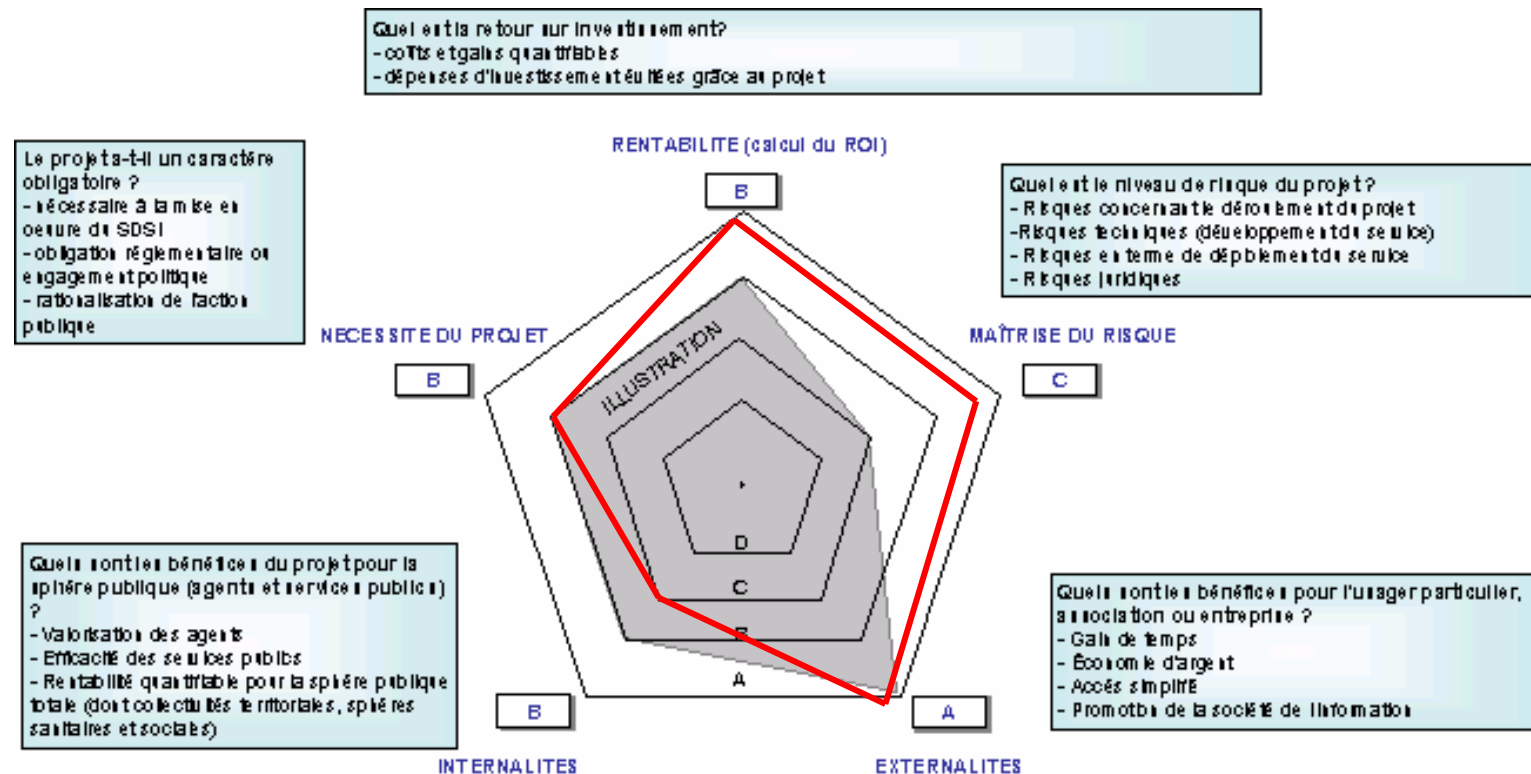 Quel est le retour sur investissement?
- coûts et gains quantifiables
- dépenses d'investissement évitées grâce au projet
RENTABILITE (calcul du ROI)
B
Le projet a-t-il un caractère
obligatoire ?
- nécessaire à la mise en
oeuvre du SDSI
- obligation réglementaire ou
engagement politique
- rationalisation de l'action
publique
Quel est le niveau de risque du projet ?
- Risques concernant le déroulement du projet
-Risques techniques (développement du service)
- Risques en terme de déploiement du service
- Risques juridiques
NECESSITE DU PROJET
B
MAÎTRISE DU RISQUE
C
ILLUSTRATION
D
C
B
A
Quels sont les bénéfices du projet pour la
sphère publique (agents et services publics)
?
- Valorisation des agents
- Efficacité des services publics
- Rentabilité quantifiable pour la sphère publique
totale (dont collectivités territoriales, sphères
sanitaires et sociales)
Quels sont les bénéfices pour l'usager particulier,
association ou entreprise ?
- Gain de temps
- Économie d'argent
- Accès simplifié
- Promotion de la société de l'information
B
INTERNALITES
A
EXTERNALITES